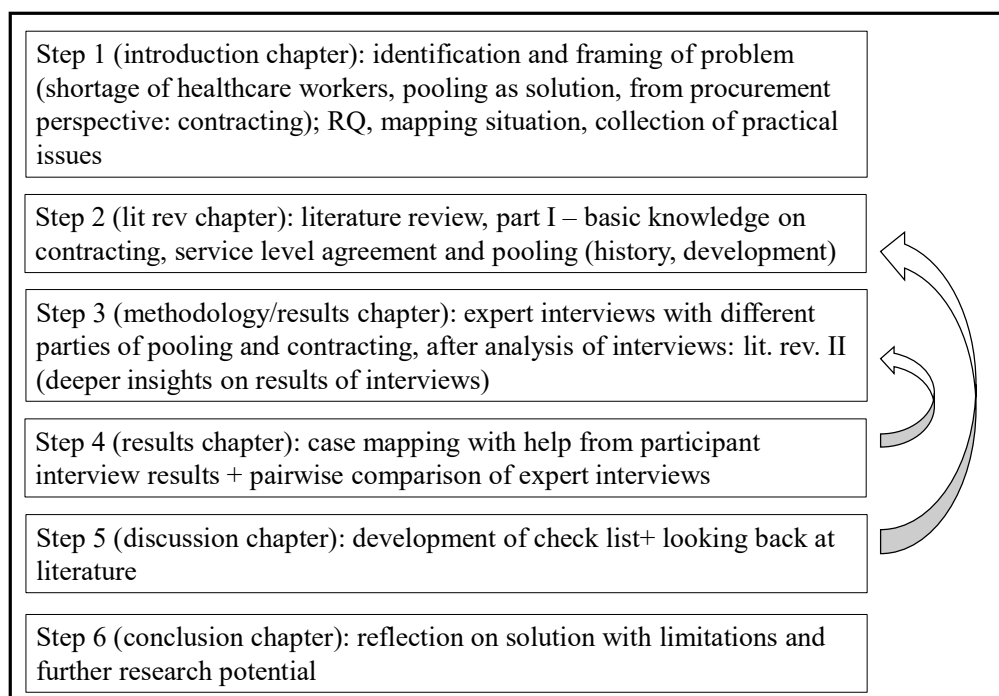 Step 1 (introduction chapter): identification and framing of problem
(shortage of healthcare workers, pooling as solution, from procurement
perspective: contracting); RQ, mapping situation, collection of practical
issues
Step 2 (lit rev chapter): literature review, part I – basic knowledge on
contracting, service level agreement and pooling (history, development)
Step 3 (methodology/results chapter): expert interviews with different
parties of pooling and contracting, after analysis of interviews: lit. rev. II
(deeper insights on results of interviews)
Step 4 (results chapter): case mapping with help from participant
interview results + pairwise comparison of expert interviews
Step 5 (discussion chapter): development of check list+ looking back at
literature
Step 6 (conclusion chapter): reflection on solution with limitations and
further research potential